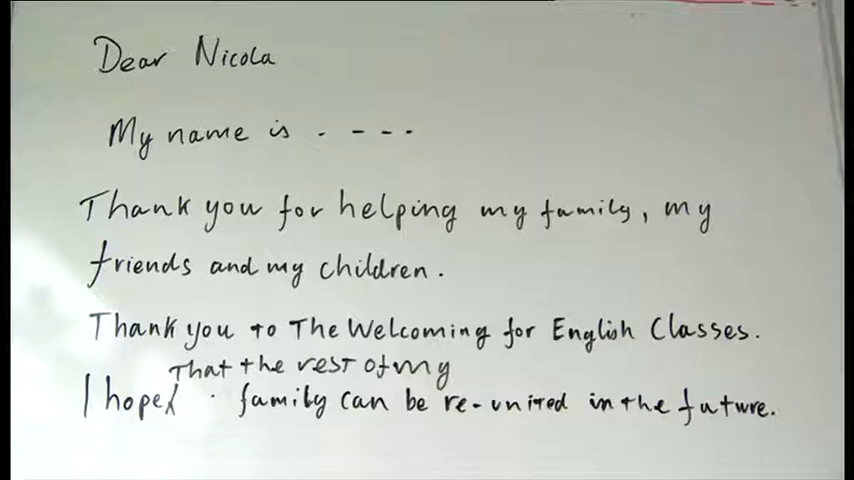 Dear Nicola
My name is . - - - .
Thank you for helping my family, my
friends and my children.
Thank you to The Welcoming for English Classes.
That the rest of my
I hope family can be re-united in the future.